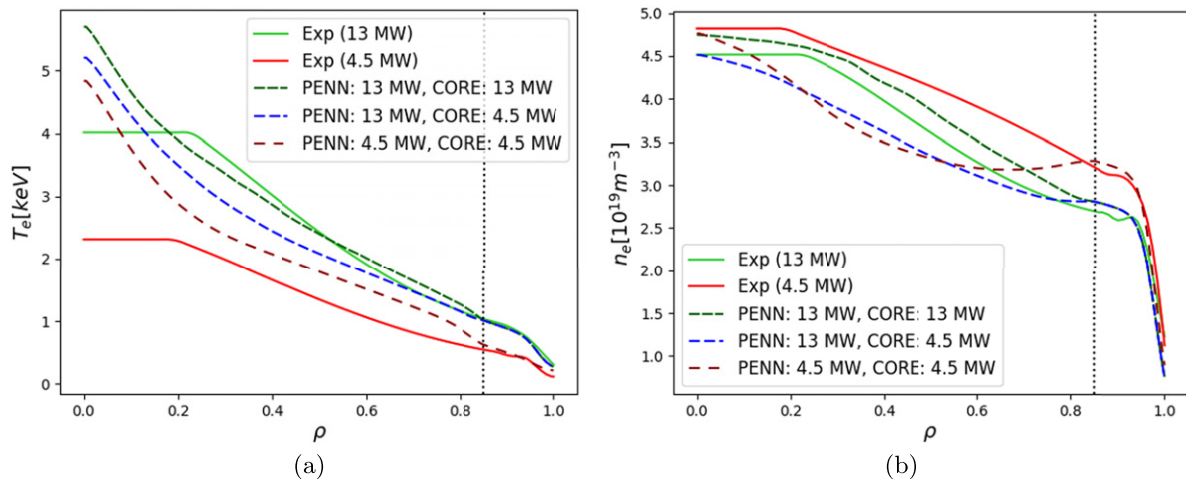 Exp (13 MW)
Exp (4.5 MW)
PENN: 13 MW, CORE: 13 MW
PENN: 13 MW, CORE: 4.5 MW
PENN: 4.5 MW, CORE: 4.5 MW
5
4
3
2
1
0
T_e[keV]
0.0 0.2 0.4 0.6 0.8 1.0
ρ
(a)
5.0
4.5
4.0
3.5
3.0
2.5
2.0
1.5
1.0
n_e[10^{19}m^{-3}]
Exp (13 MW)
Exp (4.5 MW)
PENN: 13 MW, CORE: 13 MW
PENN: 13 MW, CORE: 4.5 MW
PENN: 4.5 MW, CORE: 4.5 MW
0.0 0.2 0.4 0.6 0.8 1.0
ρ
(b)